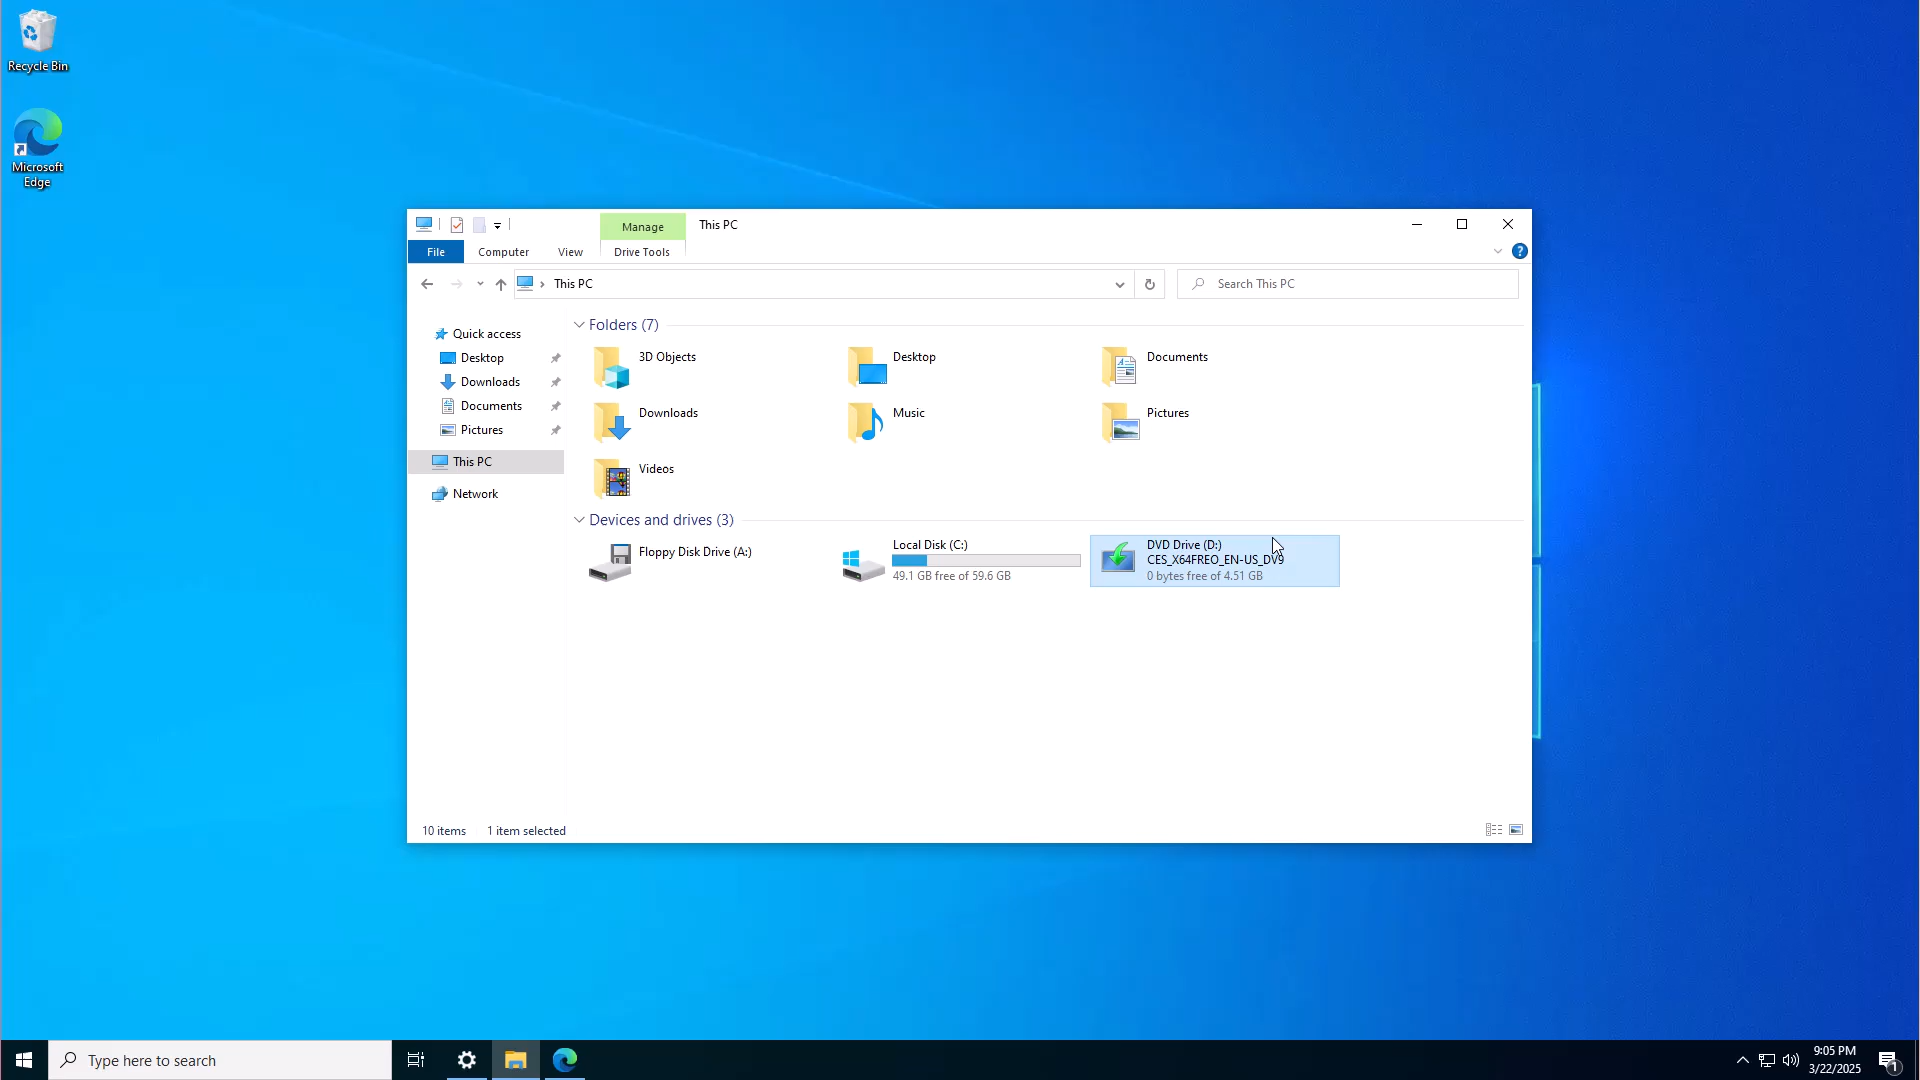 Recycle Bin
Microsoft
Edge
Manage
This PC
File
Computer
View
Drive Tools
?
This PC
Search This PC
Quick access
Desktop
Downloads
Documents
Pictures
This PC
Network
Folders (7)
3D Objects
Desktop
Documents
Downloads
Music
Pictures
Videos
Devices and drives (3)
Floppy Disk Drive (A:)
Local Disk (C:)
49.1 GB free of 59.6 GB
DVD Drive (D:)
CES_X64FREO_EN-US_DV9
0 bytes free of 4.51 GB
10 items
1 item selected
Type here to search
9:05 PM
3/22/2025
1